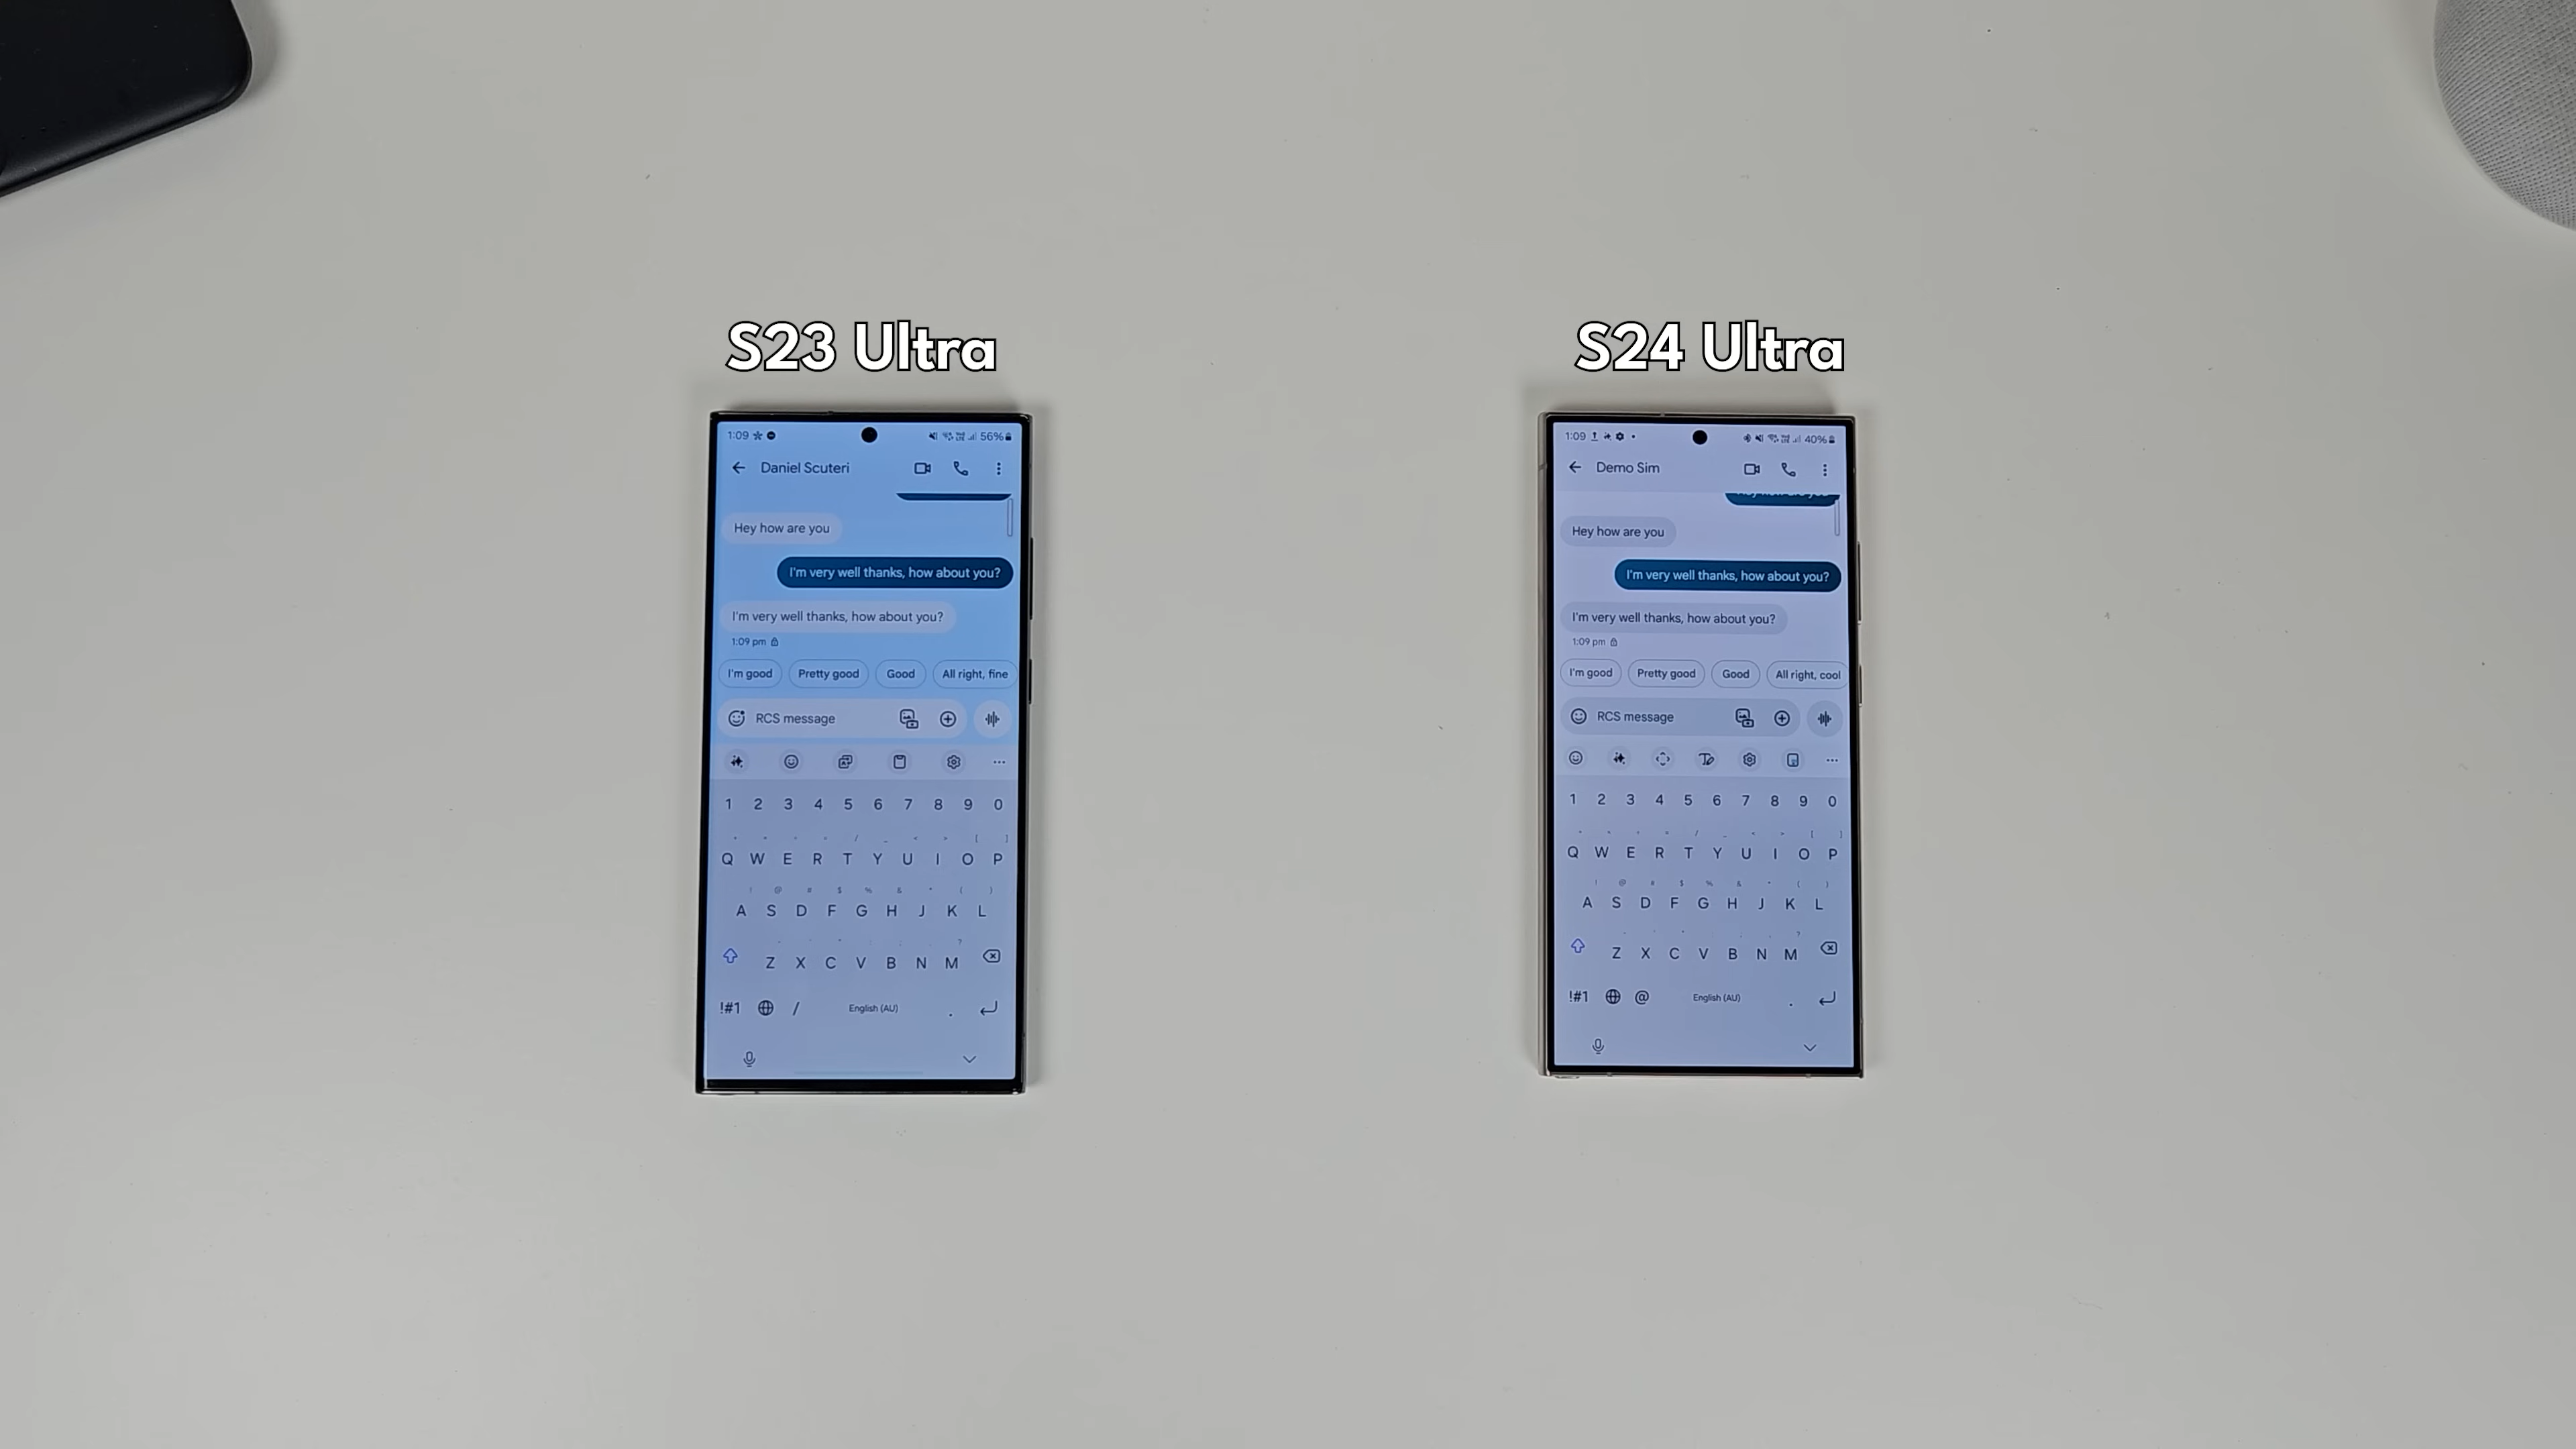 S23 Ultra
1:09
56%
Daniel Scuteri
Hey how are you
I'm very well thanks, how about you?
I'm very well thanks, how about you?
1:09 pm
I'm good
Pretty good
Good
All right, fine
RCS message
1 2 3 4 5 6 7 8 9 0
Q W E R T Y U I O P
A S D F G H J K L
Z X C V B N M
!#1 / English (AU) .
S24 Ultra
1:09
40%
Demo Sim
Hey how are you
Hey how are you
I'm very well thanks, how about you?
I'm very well thanks, how about you?
1:09 pm
I'm good
Pretty good
Good
All right, cool
RCS message
1 2 3 4 5 6 7 8 9 0
Q W E R T Y U I O P
A S D F G H J K L
Z X C V B N M
!#1 @ English (AU) .